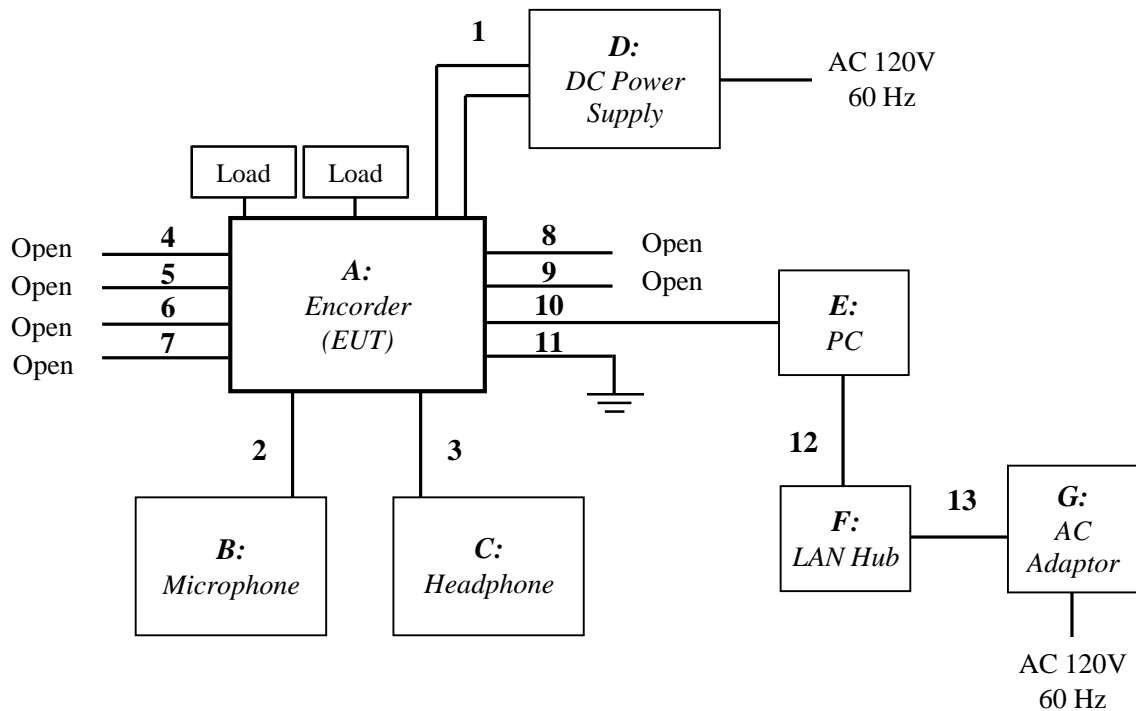 1
D:
DC Power
Supply
AC 120V
60 Hz
Load
Load
Open
4
Open
5
Open
6
Open
7
A:
Encorder
(EUT)
8
Open
9
Open
10
11
E:
PC
2
3
12
B:
Microphone
C:
Headphone
F:
LAN Hub
13
G:
AC
Adaptor
AC 120V
60 Hz